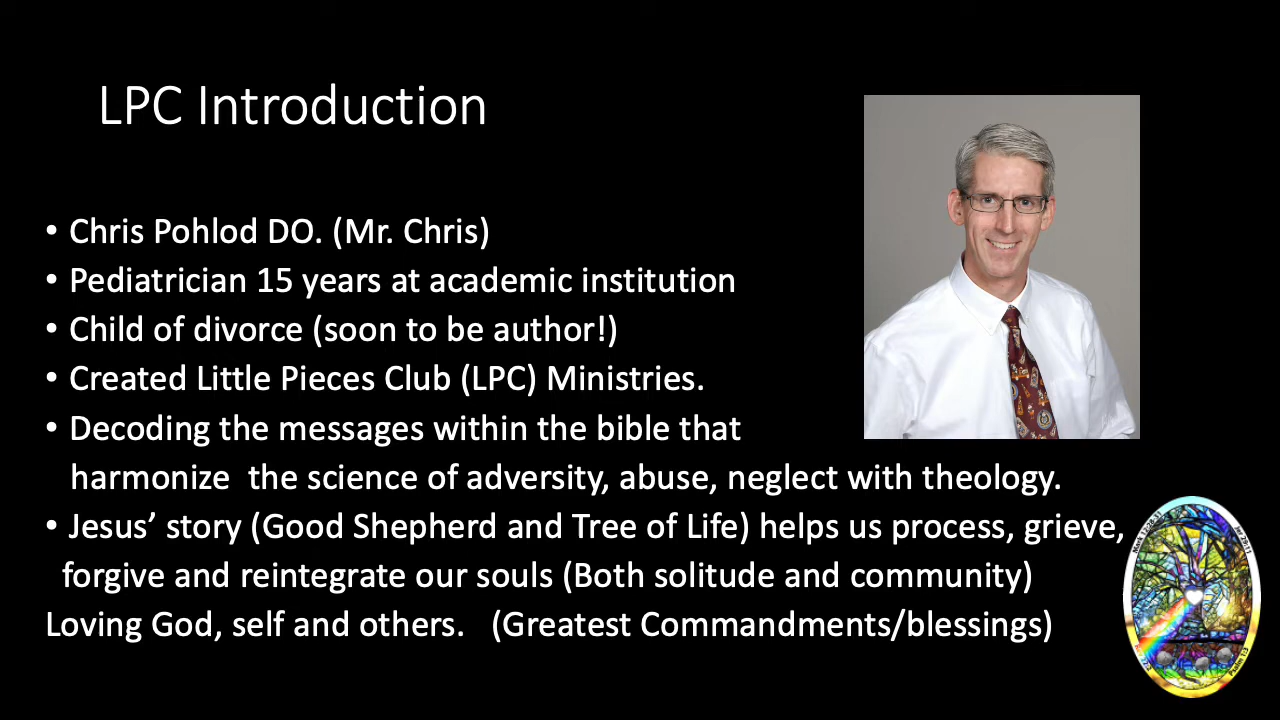 LPC Introduction
• Chris Pohlod DO. (Mr. Chris)
• Pediatrician 15 years at academic institution
• Child of divorce (soon to be author!)
• Created Little Pieces Club (LPC) Ministries.
• Decoding the messages within the bible that
harmonize  the science of adversity, abuse, neglect with theology.
• Jesus’ story (Good Shepherd and Tree of Life) helps us process, grieve,
forgive and reintegrate our souls (Both solitude and community)
Loving God, self and others.   (Greatest Commandments/blessings)
Psalm 1:3